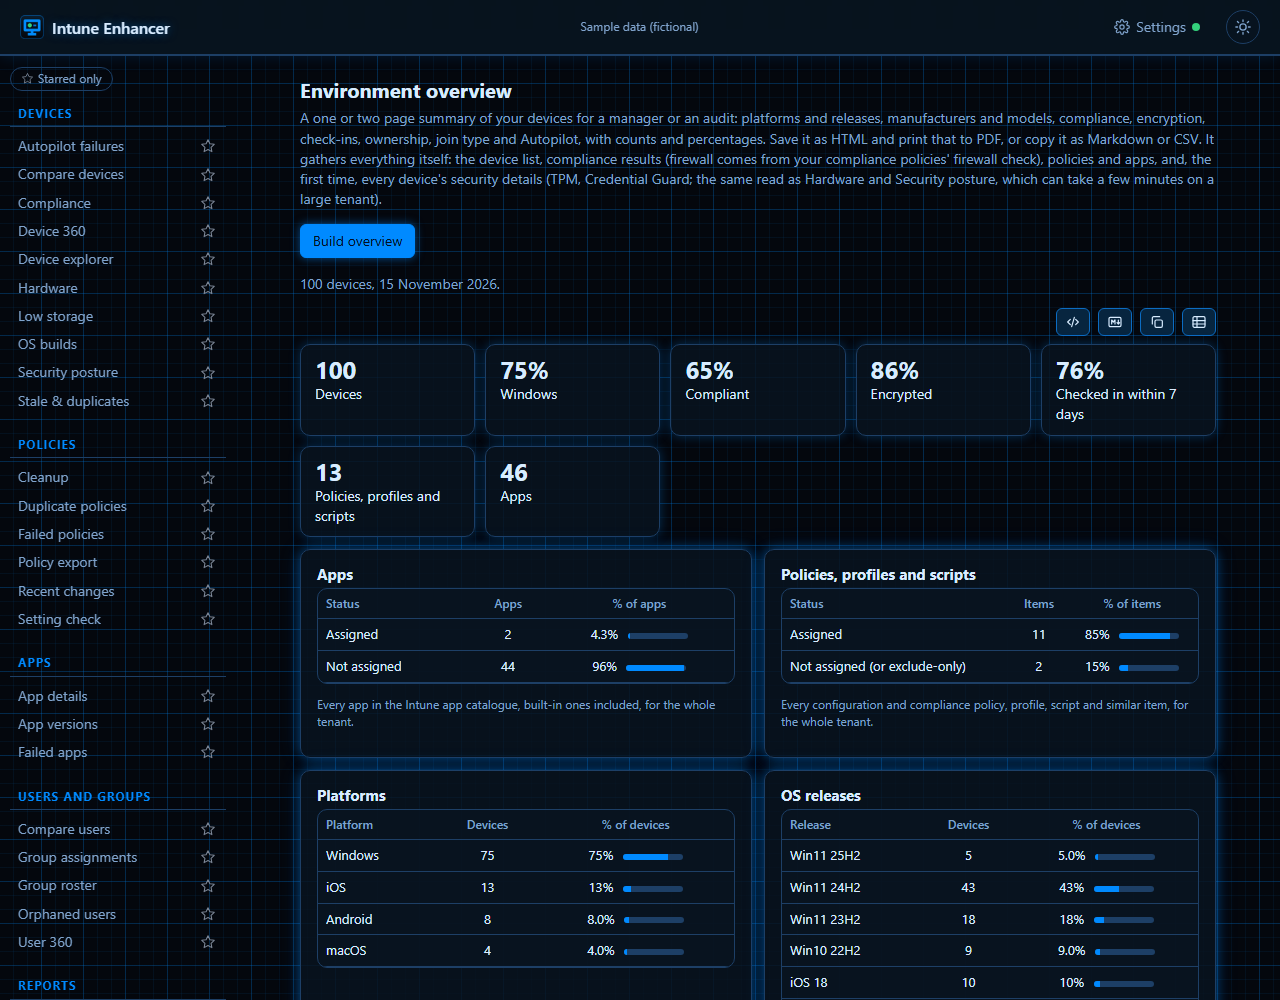 Intune Enhancer
Sample data (fictional)
Settings
Starred only
DEVICES
Autopilot failures
Compare devices
Compliance
Device 360
Device explorer
Hardware
Low storage
OS builds
Security posture
Stale & duplicates
POLICIES
Cleanup
Duplicate policies
Failed policies
Policy export
Recent changes
Setting check
APPS
App details
App versions
Failed apps
USERS AND GROUPS
Compare users
Group assignments
Group roster
Orphaned users
User 360
REPORTS
Environment overview
A one or two page summary of your devices for a manager or an audit: platforms and releases, manufacturers and models, compliance, encryption,
check-ins, ownership, join type and Autopilot, with counts and percentages. Save it as HTML and print that to PDF, or copy it as Markdown or CSV. It
gathers everything itself: the device list, compliance results (firewall comes from your compliance policies' firewall check), policies and apps, and, the
first time, every device's security details (TPM, Credential Guard; the same read as Hardware and Security posture, which can take a few minutes on a
large tenant).
Build overview
100 devices, 15 November 2026.
100
Devices
75%
Windows
65%
Compliant
86%
Encrypted
76%
Checked in within 7
days
13
Policies, profiles and
scripts
46
Apps
Apps
Status Apps % of apps
Assigned 2 4.3%
Not assigned 44 96%
Every app in the Intune app catalogue, built-in ones included, for the whole
tenant.
Policies, profiles and scripts
Status Items % of items
Assigned 11 85%
Not assigned (or exclude-only) 2 15%
Every configuration and compliance policy, profile, script and similar item, for
the whole tenant.
Platforms
Platform Devices % of devices
Windows 75 75%
iOS 13 13%
Android 8 8.0%
macOS 4 4.0%
OS releases
Release Devices % of devices
Win11 25H2 5 5.0%
Win11 24H2 43 43%
Win11 23H2 18 18%
Win10 22H2 9 9.0%
iOS 18 10 10%